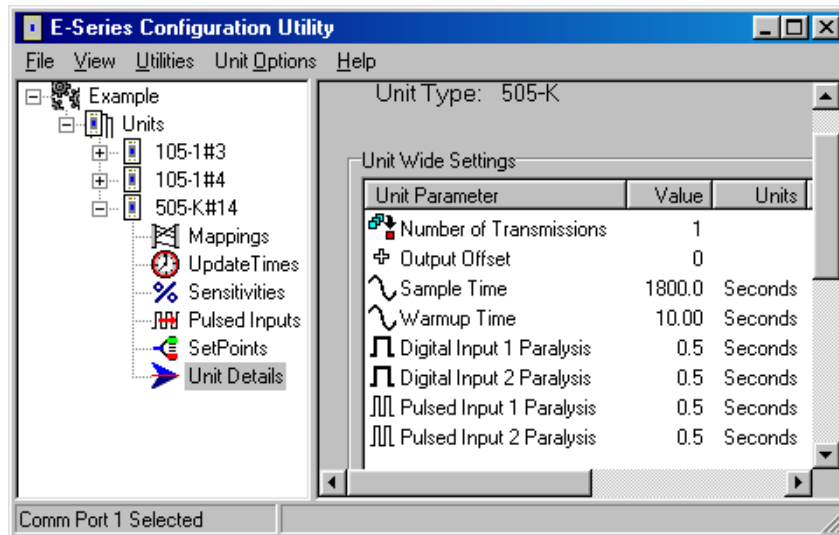 E-Series Configuration Utility
File View Utilities Unit Options Help
Example
Units
105-1#3
105-1#4
505-K#14
Mappings
UpdateTimes
Sensitivities
Pulsed Inputs
SetPoints
Unit Details
Unit Type: 505-K
Unit Wide Settings
Unit Parameter Value Units
Number of Transmissions 1
Output Offset 0
Sample Time 1800.0 Seconds
Warmup Time 10.00 Seconds
Digital Input 1 Paralysis 0.5 Seconds
Digital Input 2 Paralysis 0.5 Seconds
Pulsed Input 1 Paralysis 0.5 Seconds
Pulsed Input 2 Paralysis 0.5 Seconds
Comm Port 1 Selected